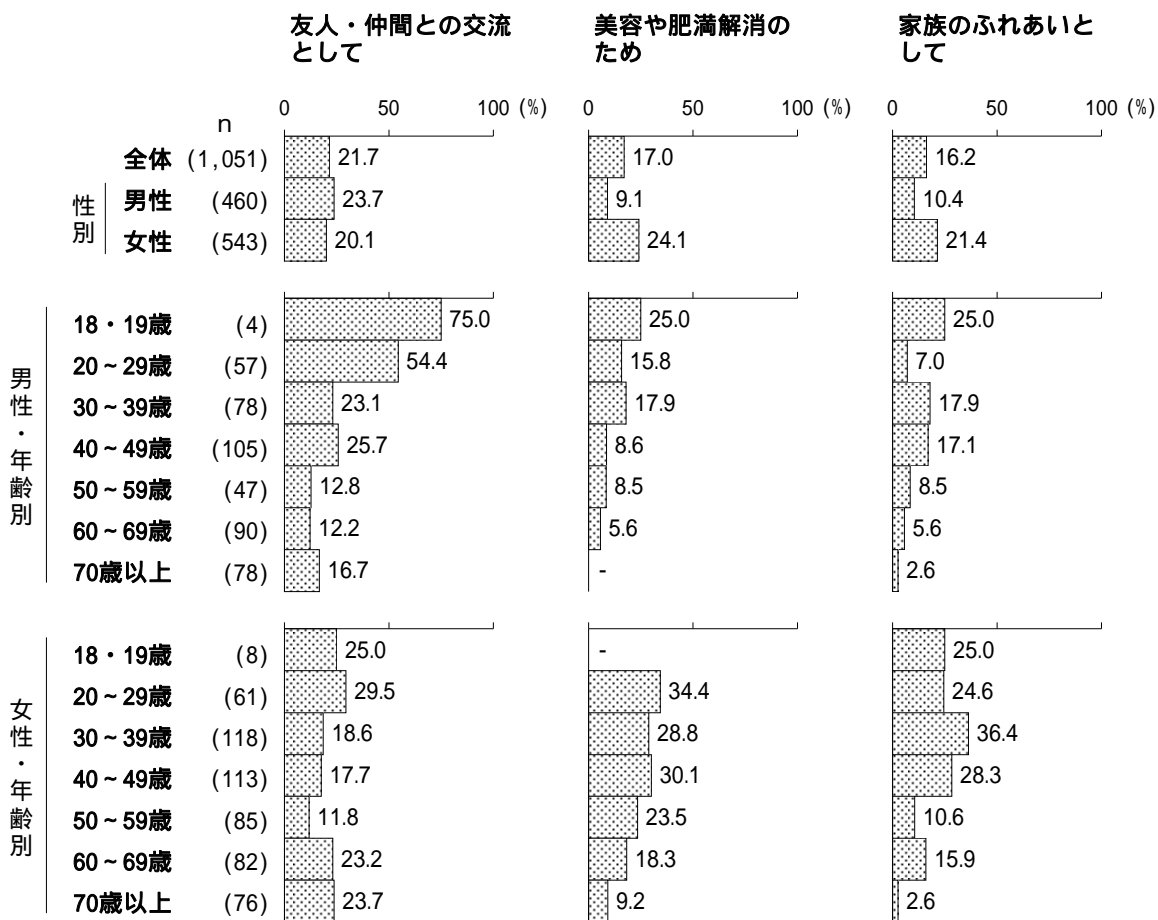 友人・仲間との交流 美容や肥満解消の 家族のふれあいと
として ため して
0 50 100 (%) 0 50 100 (%) 0 50 100 (%)
n
全体 (1,051) 21.7 17.0 16.2
性別 男性 (460) 23.7 9.1 10.4
女性 (543) 20.1 24.1 21.4
男性・年齢別
18・19歳 (4) 75.0 25.0 25.0
20~29歳 (57) 54.4 15.8 7.0
30~39歳 (78) 23.1 17.9 17.9
40~49歳 (105) 25.7 8.6 17.1
50~59歳 (47) 12.8 8.5 8.5
60~69歳 (90) 12.2 5.6 5.6
70歳以上 (78) 16.7 - 2.6
女性・年齢別
18・19歳 (8) 25.0 - 25.0
20~29歳 (61) 29.5 34.4 24.6
30~39歳 (118) 18.6 28.8 36.4
40~49歳 (113) 17.7 30.1 28.3
50~59歳 (85) 11.8 23.5 10.6
60~69歳 (82) 23.2 18.3 15.9
70歳以上 (76) 23.7 9.2 2.6